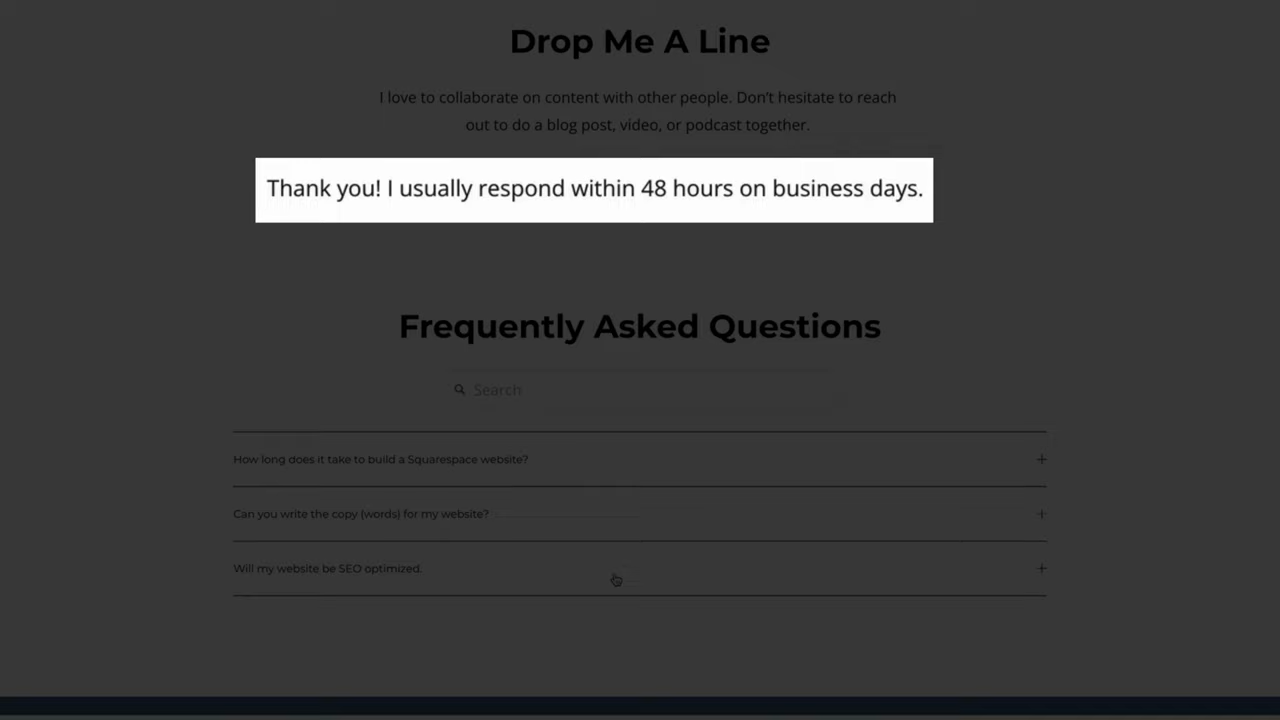 Drop Me A Line
I love to collaborate on content with other people. Don't hesitate to reach
out to do a blog post, video, or podcast together.
Thank you! I usually respond within 48 hours on business days.
Frequently Asked Questions
Search
How long does it take to build a Squarespace website?
Can you write the copy (words) for my website?
Will my website be SEO optimized.